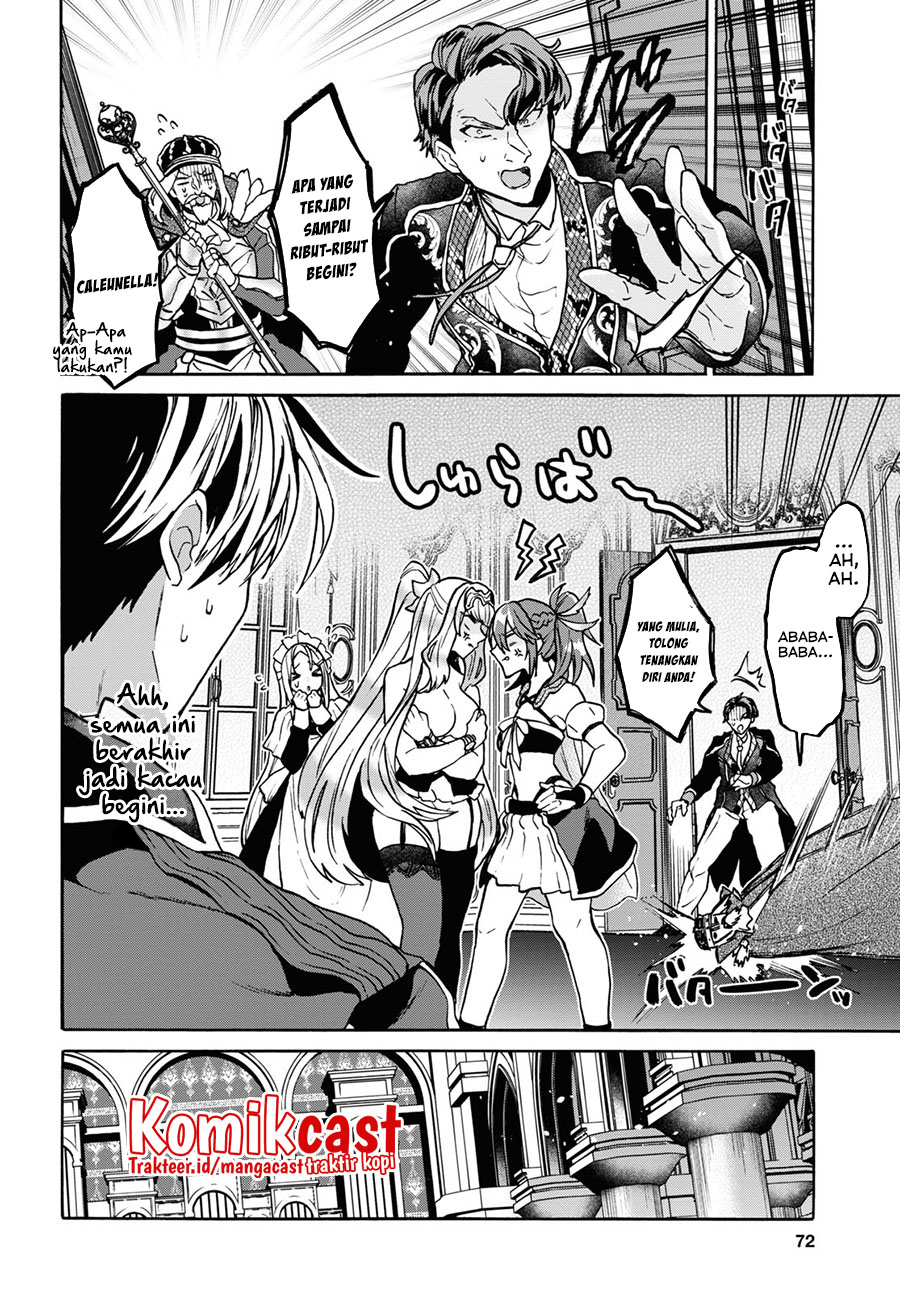 バタ
バタ
バタ
APA YANG
TERJADI
SAMPAI
RIBUT-RIBUT
BEGINI?
CALEUNELLA!
Ap-Apa
yang kamu
lakukan?!
しゅらば〜
...
AH,
AH.
ABABA-
BABA...
YANG MULIA,
TOLONG
TENANGKAN
DIRI ANDA!
Ahh,
semua ini
berakhir
jadi kacau
begini...
バターンッ
Komikcast
Trakteer.id/mangacast traktir kopi
72